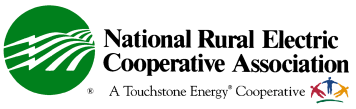 National Rural Electric
Cooperative Association
® A Touchstone Energy® Cooperative